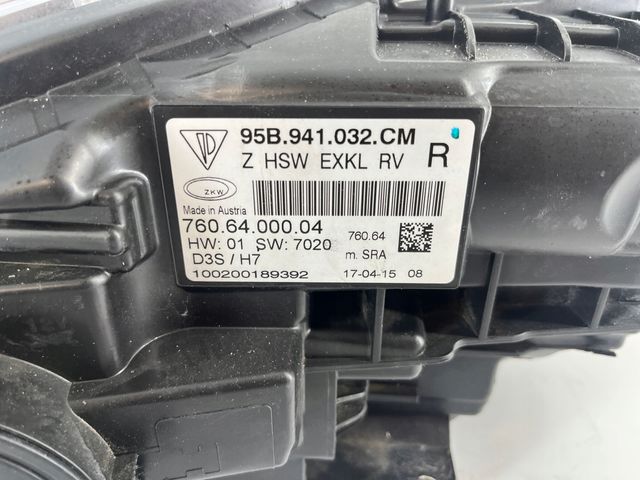 95B.941.032.CM
Z HSW EXKL RV R
ZKW
Made in Austria
760.64.000.04
760.64
HW: 01 SW: 7020
D3S / H7
m. SRA
100200189392
17-04-15 08